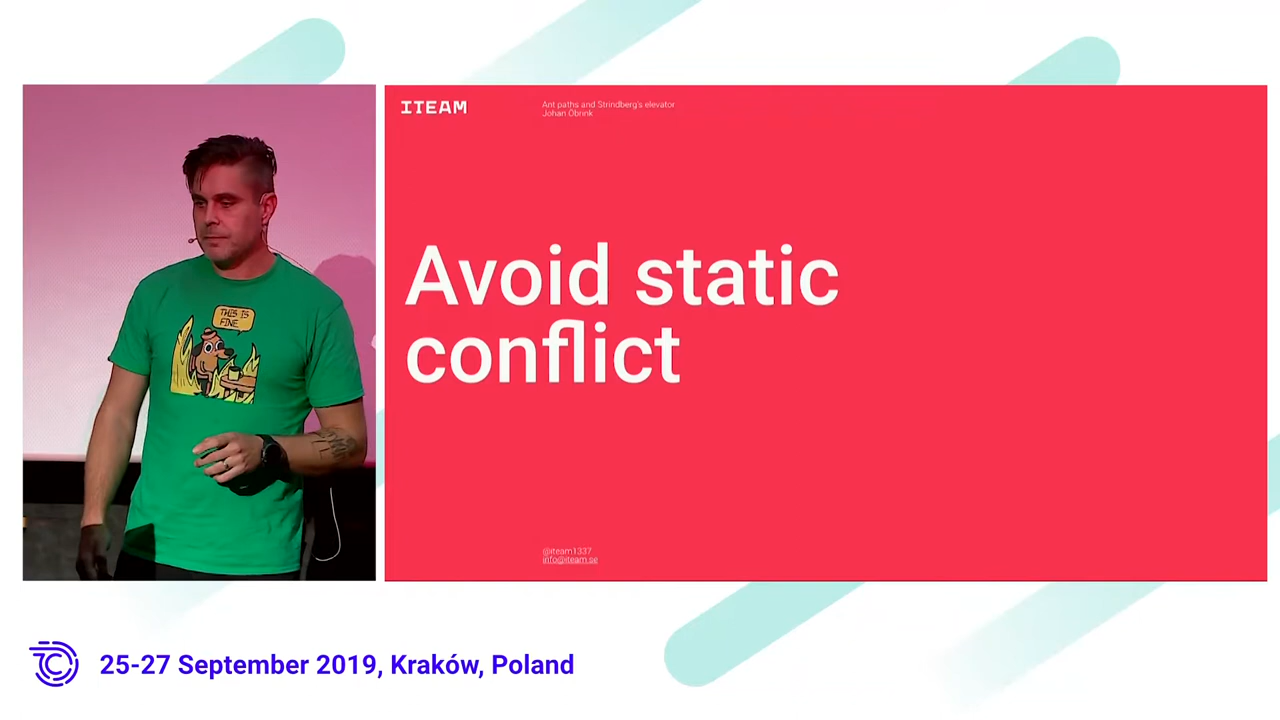 THIS IS
FINE
ITEAM
Ant paths and Strindberg's elevator
Johan Öbrink
Avoid static
conflict
@iteam1337
info@iteam.se
25-27 September 2019, Kraków, Poland